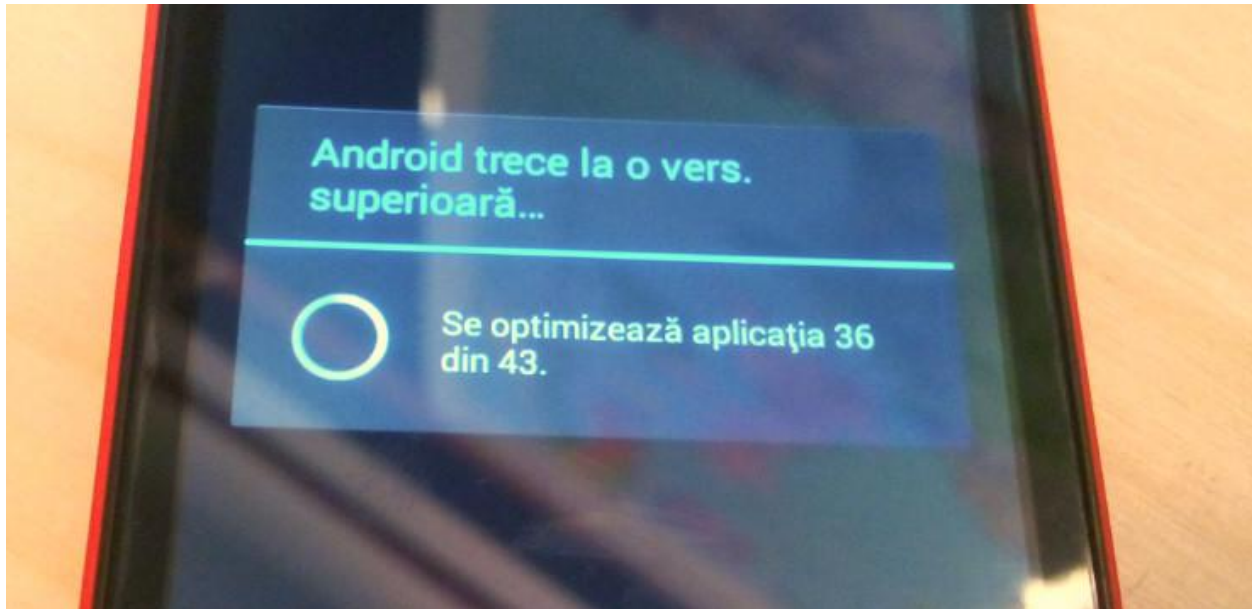 Android trece la o vers.
superioară...
Se optimizează aplicaţia 36
din 43.